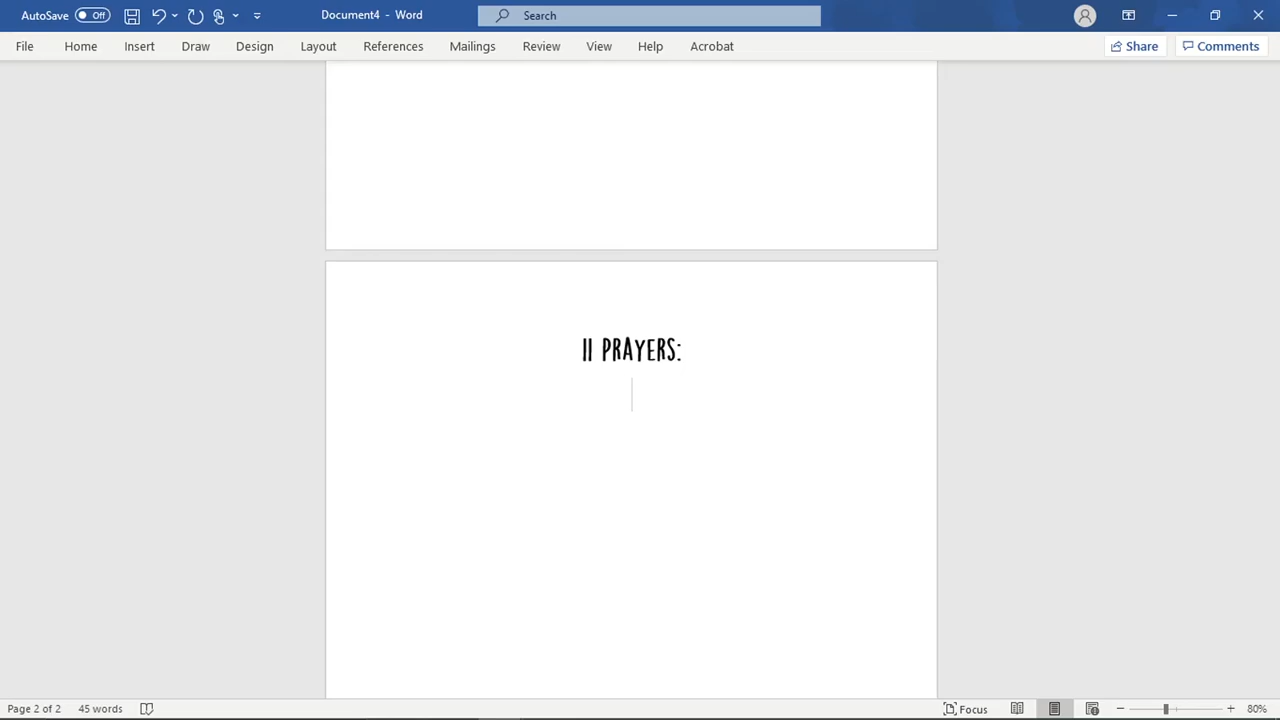 AutoSave Off Document4 - Word Search
File Home Insert Draw Design Layout References Mailings Review View Help Acrobat Share Comments
11 PRAYERS:
Page 2 of 2 45 words Focus 80%